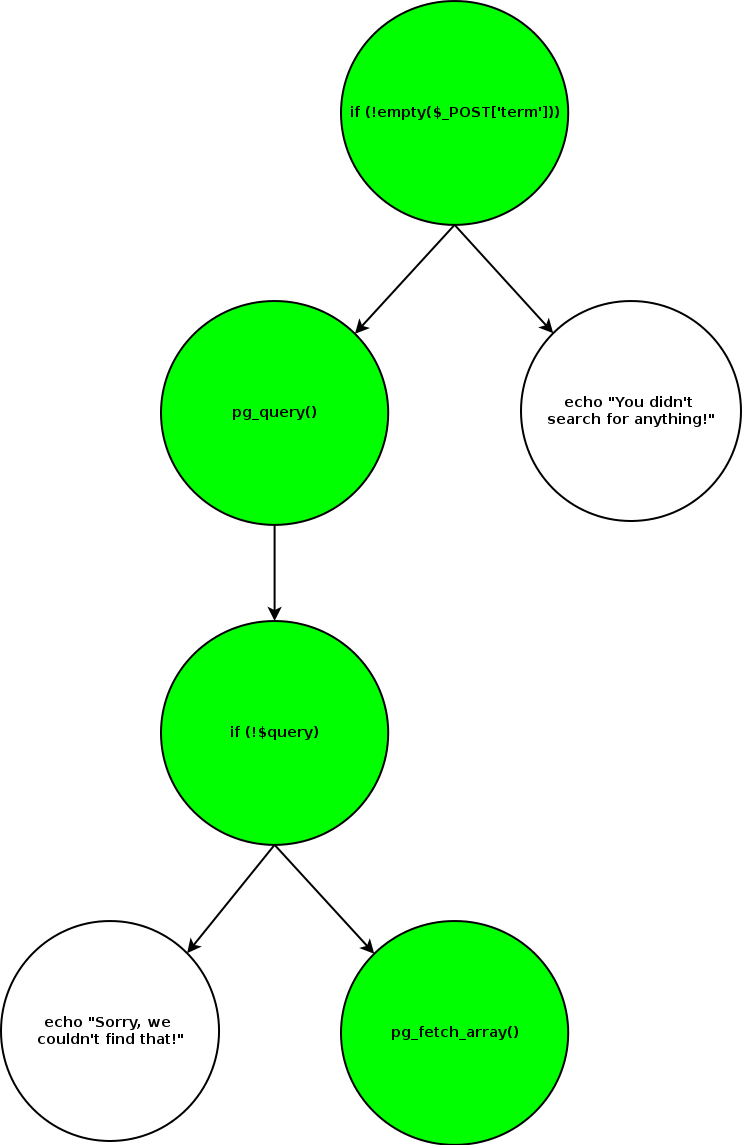 if (!empty($_POST['term']))
pg_query()
echo "You didn't
search for anything!"
if (!$query)
echo "Sorry, we
couldn't find that!"
pg_fetch_array()